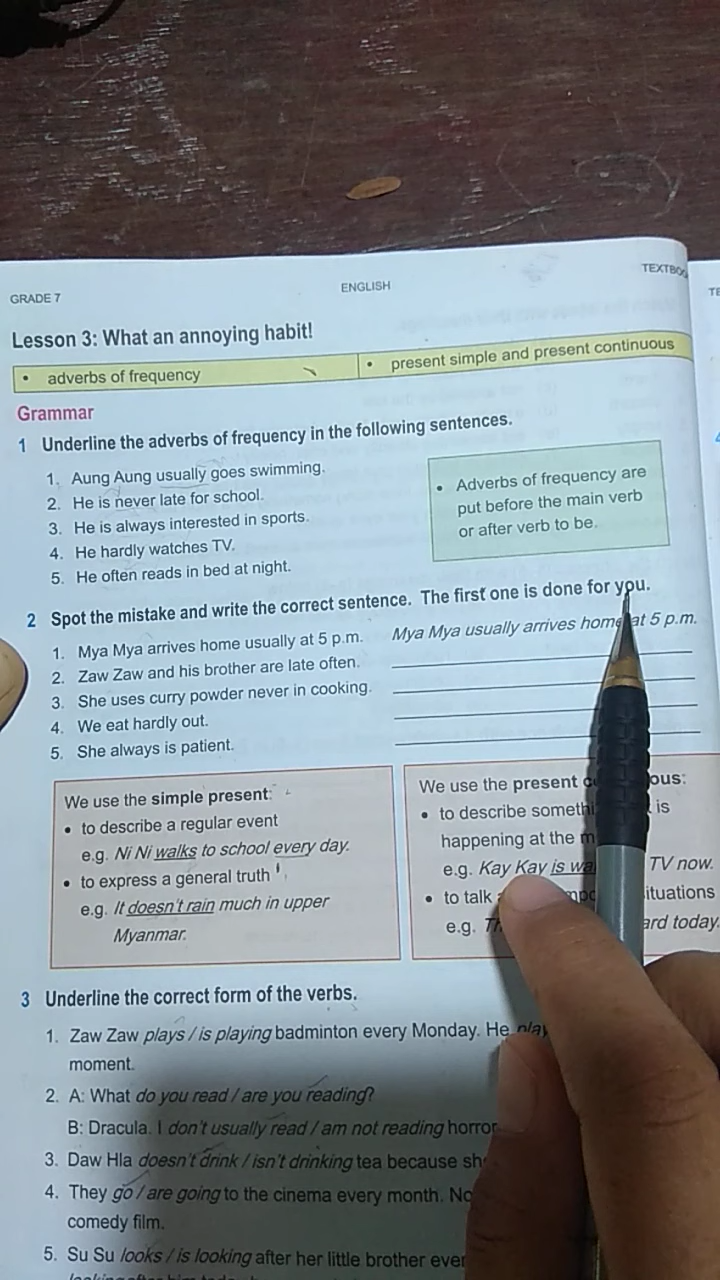 GRADE 7
ENGLISH
Lesson 3: What an annoying habit!
• adverbs of frequency
• present simple and present continuous
Grammar
1 Underline the adverbs of frequency in the following sentences.
1. Aung Aung usually goes swimming.
2. He is never late for school.
3. He is always interested in sports.
4. He hardly watches TV.
5. He often reads in bed at night.
• Adverbs of frequency are
put before the main verb
or after verb to be.
2 Spot the mistake and write the correct sentence. The first one is done for you.
1. Mya Mya arrives home usually at 5 p.m. Mya Mya usually arrives home at 5 p.m.
2. Zaw Zaw and his brother are late often.
3. She uses curry powder never in cooking.
4. We eat hardly out.
5. She always is patient.
We use the simple present:
• to describe a regular event
e.g. Ni Ni walks to school every day.
• to express a general truth
e.g. It doesn't rain much in upper
Myanmar.
We use the present
• to describe is
happening at the
e.g. Kay Kay is TV now.
• to talk
e.g. today.
3 Underline the correct form of the verbs.
1. Zaw Zaw plays / is playing badminton every Monday. He
moment.
2. A: What do you read / are you reading?
B: Dracula. I don't usually read / am not reading horror
3. Daw Hla doesn't drink / isn't drinking tea because
4. They go / are going to the cinema every month.
comedy film.
5. Su Su looks / is looking after her little brother